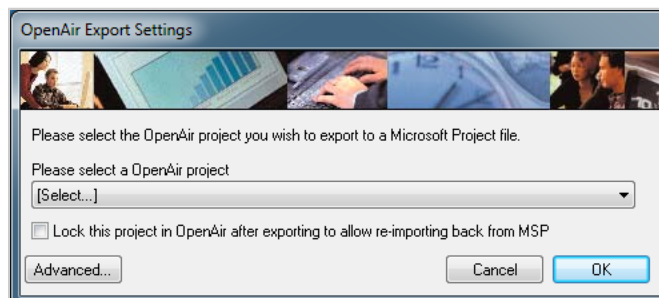 OpenAir Export Settings
Please select the OpenAir project you wish to export to a Microsoft Project file.
Please select a OpenAir project
[Select...]
Lock this project in OpenAir after exporting to allow re-importing back from MSP
Advanced... Cancel OK